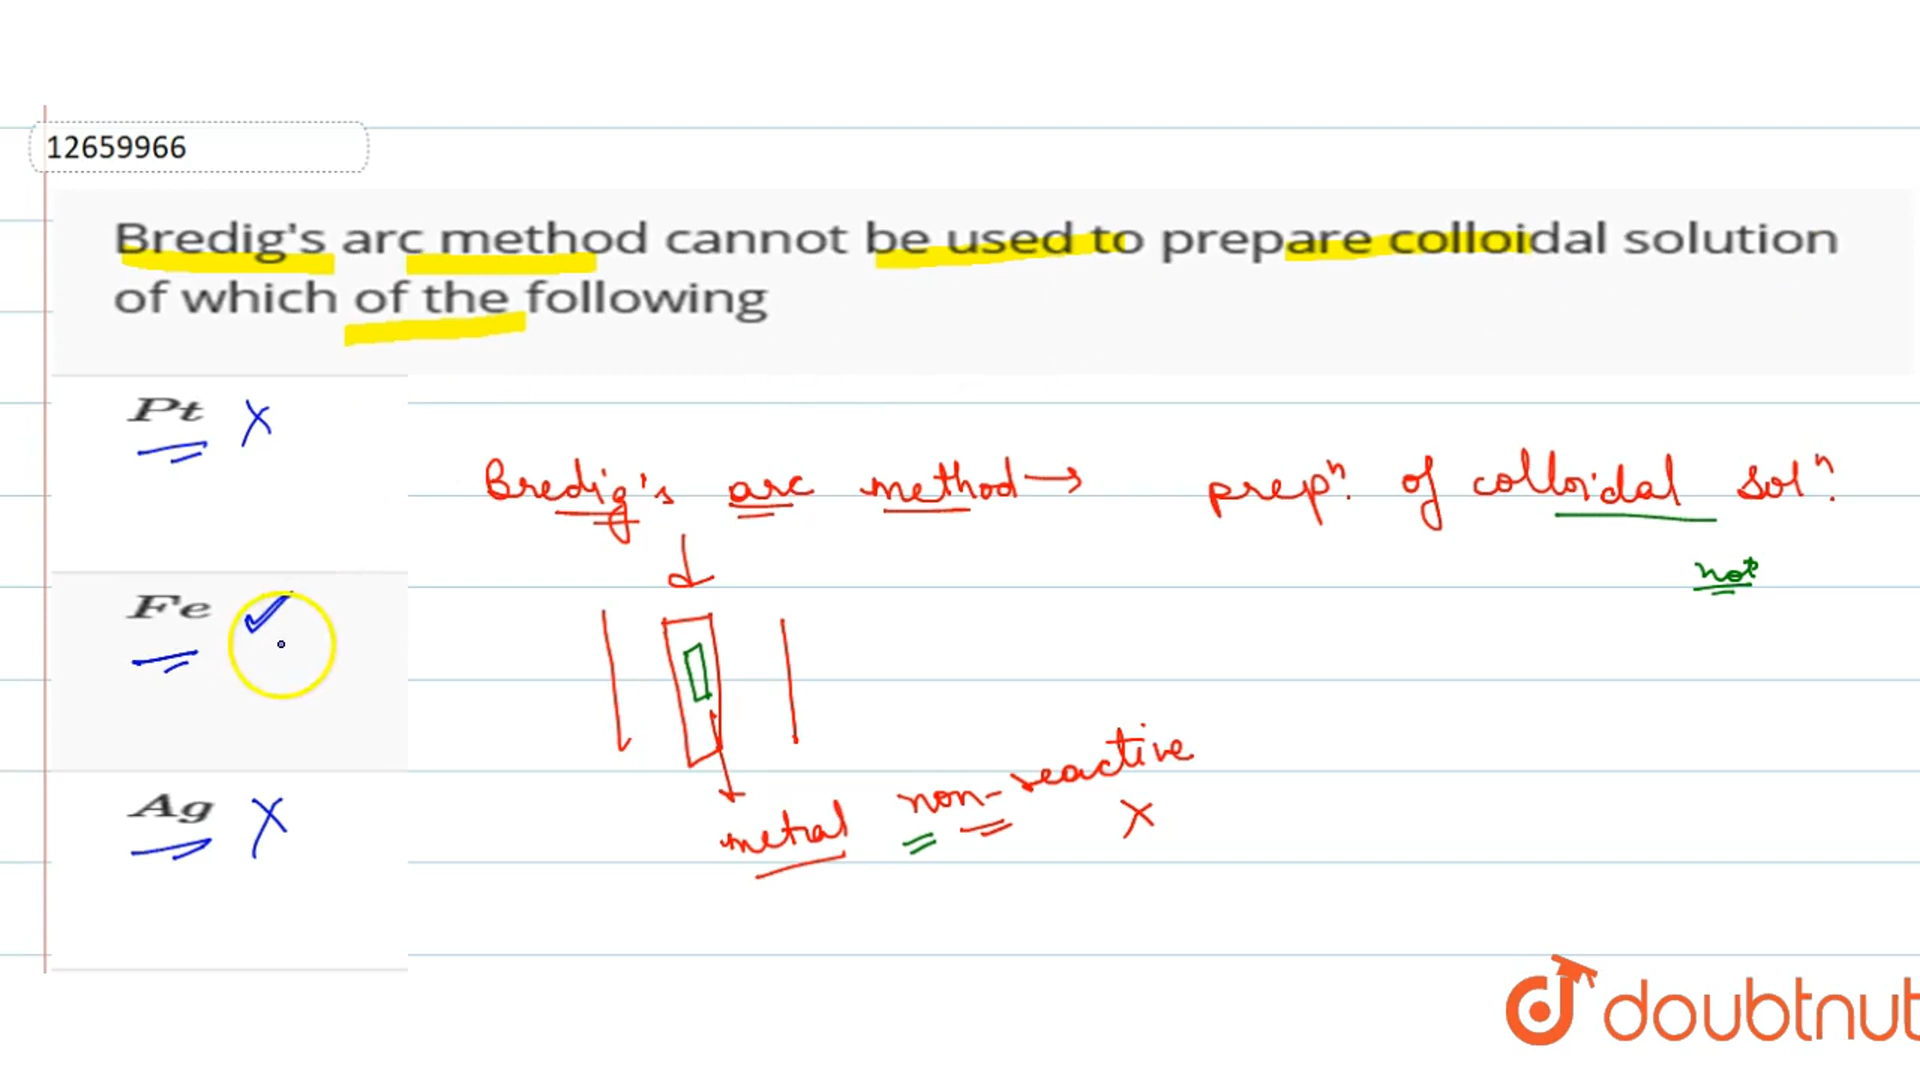 12659966
Bredig's arc method cannot be used to prepare colloidal solution
of which of the following
Pt X
Bredig's arc method → prepⁿ. of colloidal solⁿ.
not
Fe ✓
Ag X
metal non-reactive
X
doubtnut